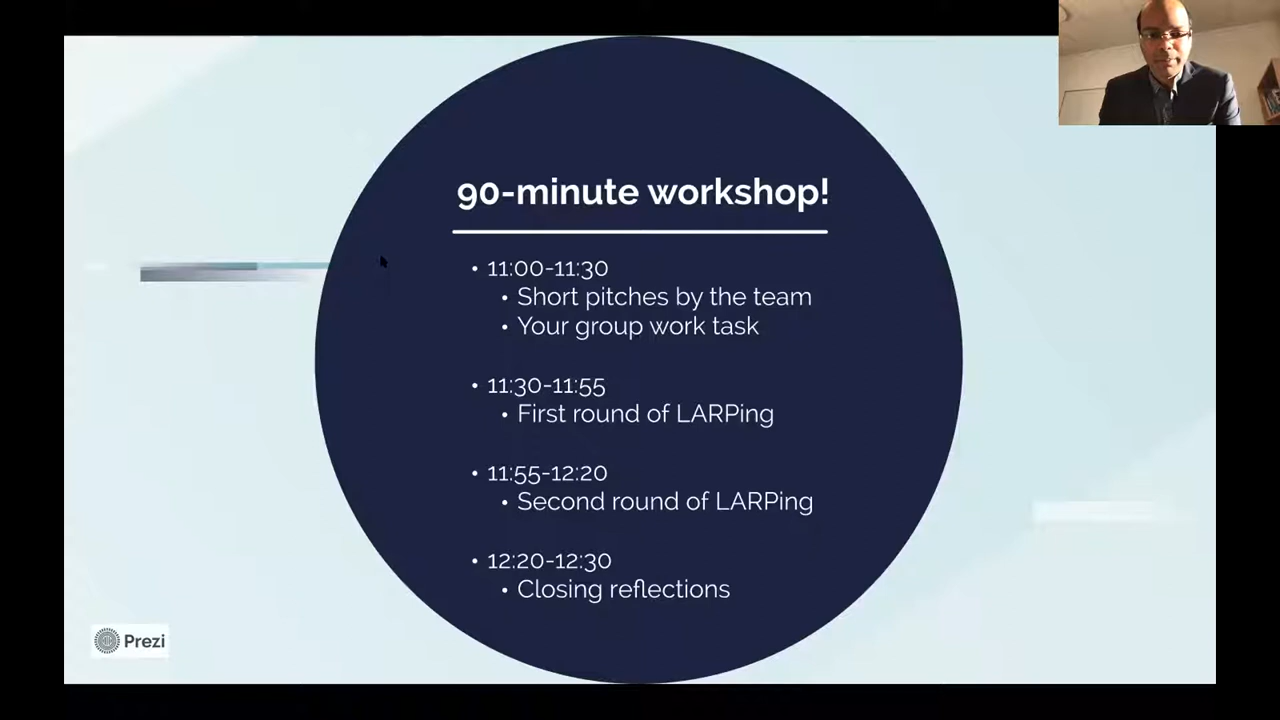 90-minute workshop!
• 11:00-11:30
• Short pitches by the team
• Your group work task
• 11:30-11:55
• First round of LARPing
• 11:55-12:20
• Second round of LARPing
• 12:20-12:30
• Closing reflections
Prezi